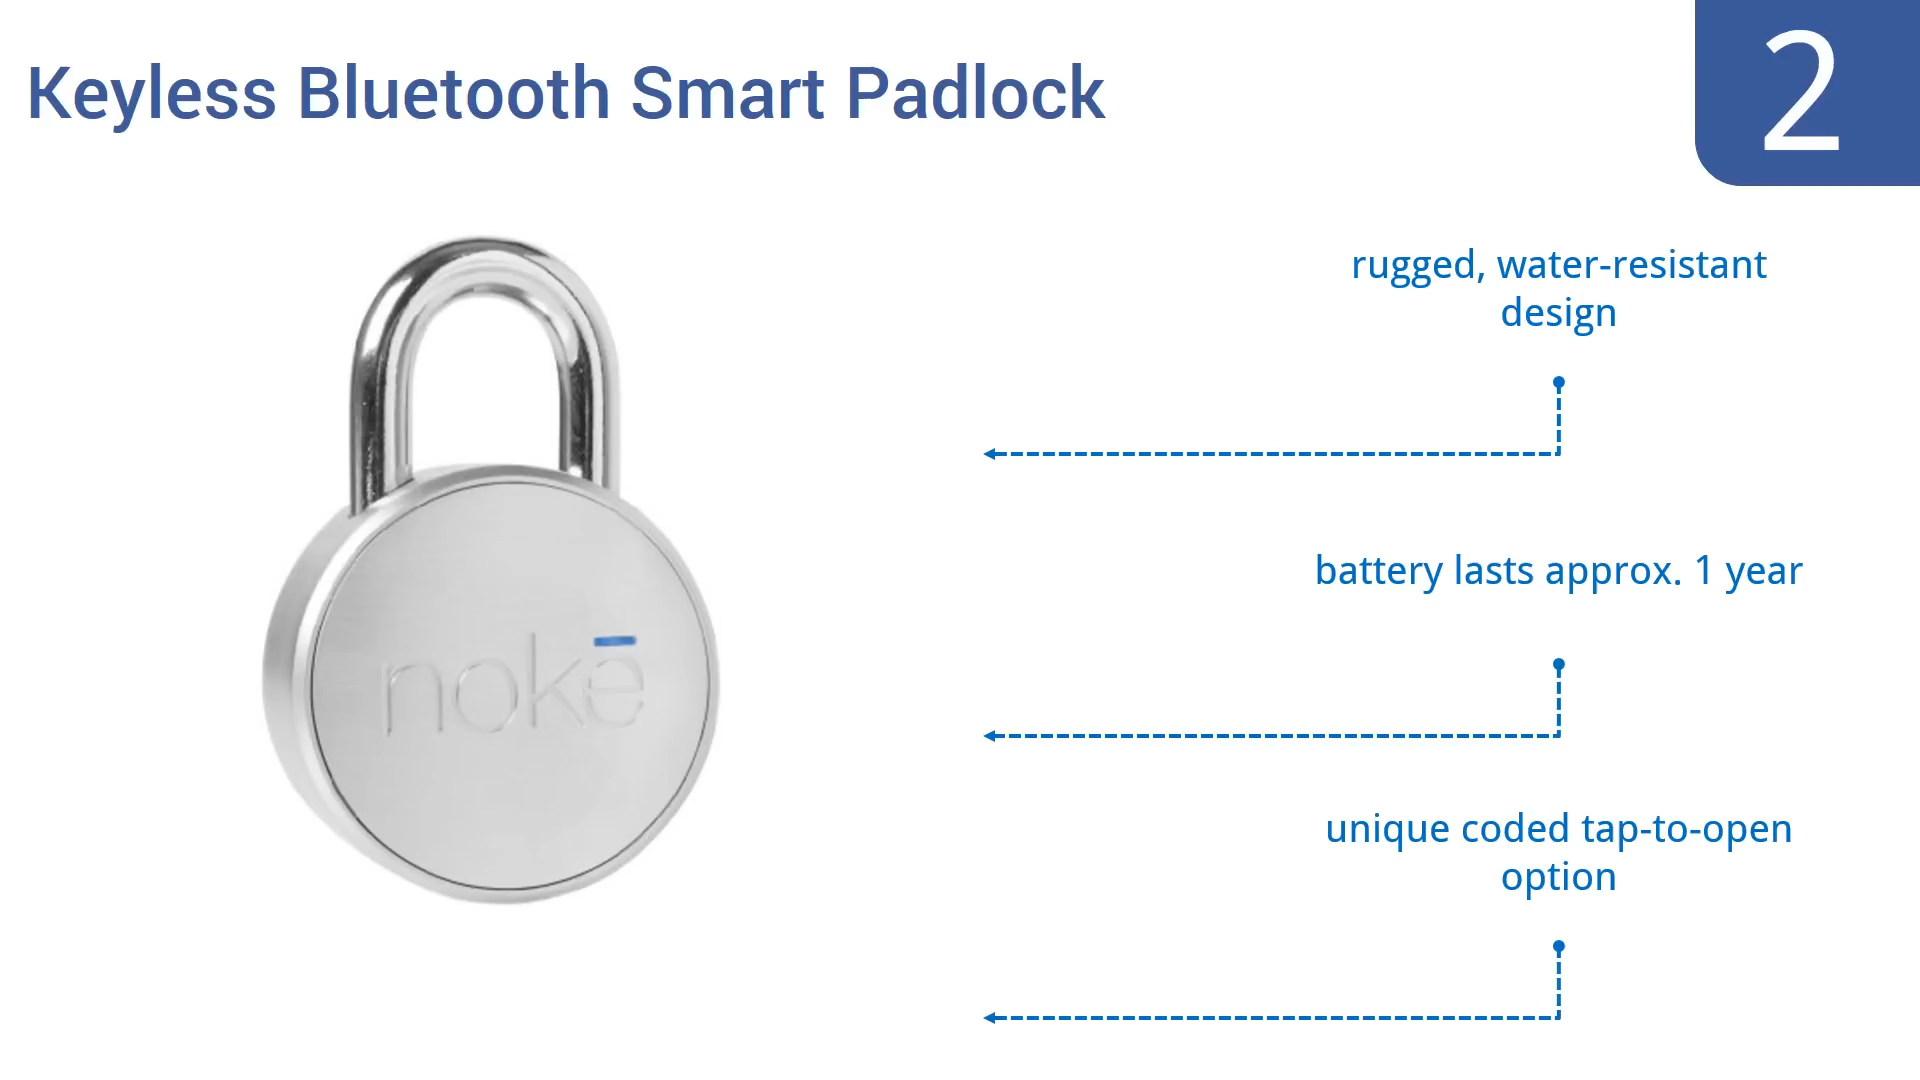 Keyless Bluetooth Smart Padlock
2
rugged, water-resistant
design
battery lasts approx. 1 year
unique coded tap-to-open
option
nokē